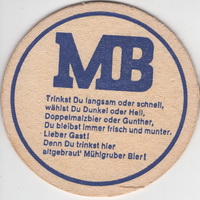 MB
Trinkst Du langsam oder schnell,
wählst Du Dunkel oder Hell,
Doppelmalzbier oder Gunther,
Du bleibst immer frisch und munter.
Lieber Gast!
Denn Du trinkst hier
altgebraut' Mühlgruber Bier!